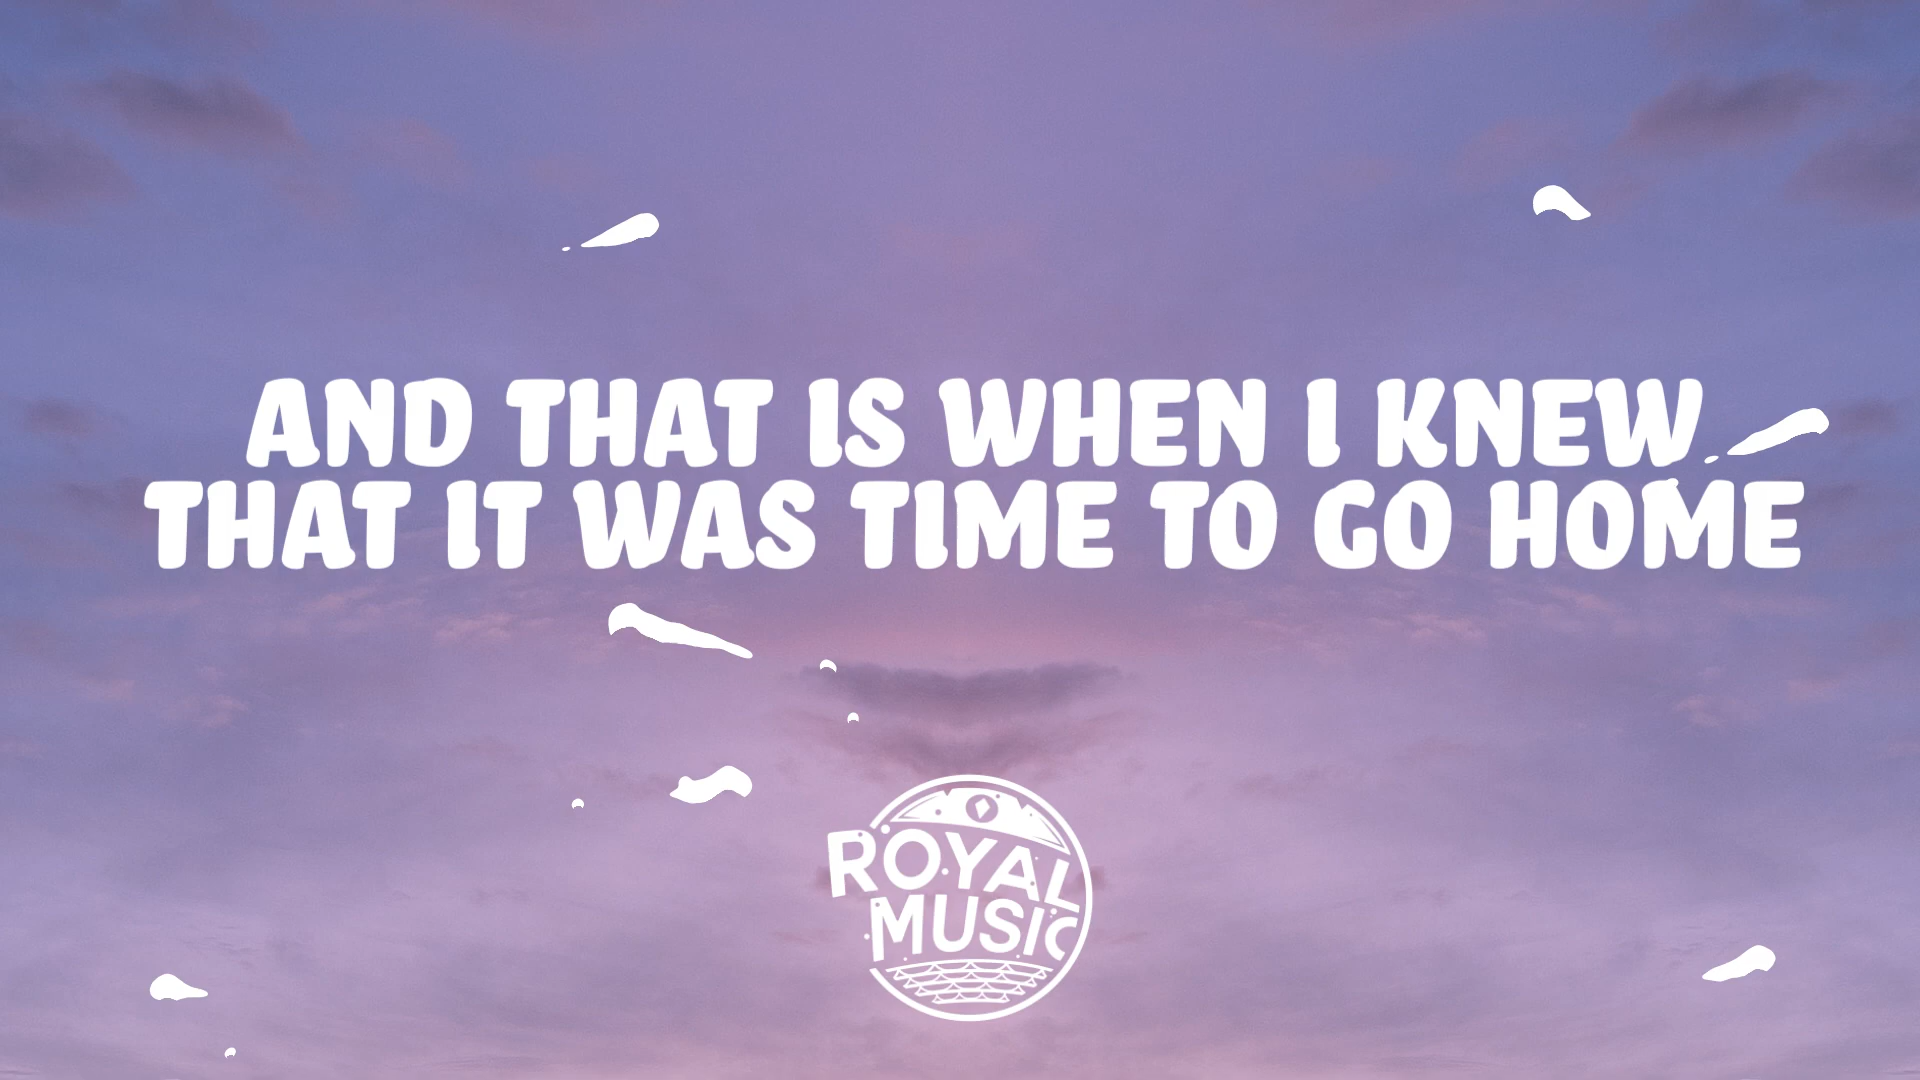 AND THAT IS WHEN I KNEW
THAT IT WAS TIME TO GO HOME
ROYAL
MUSIC